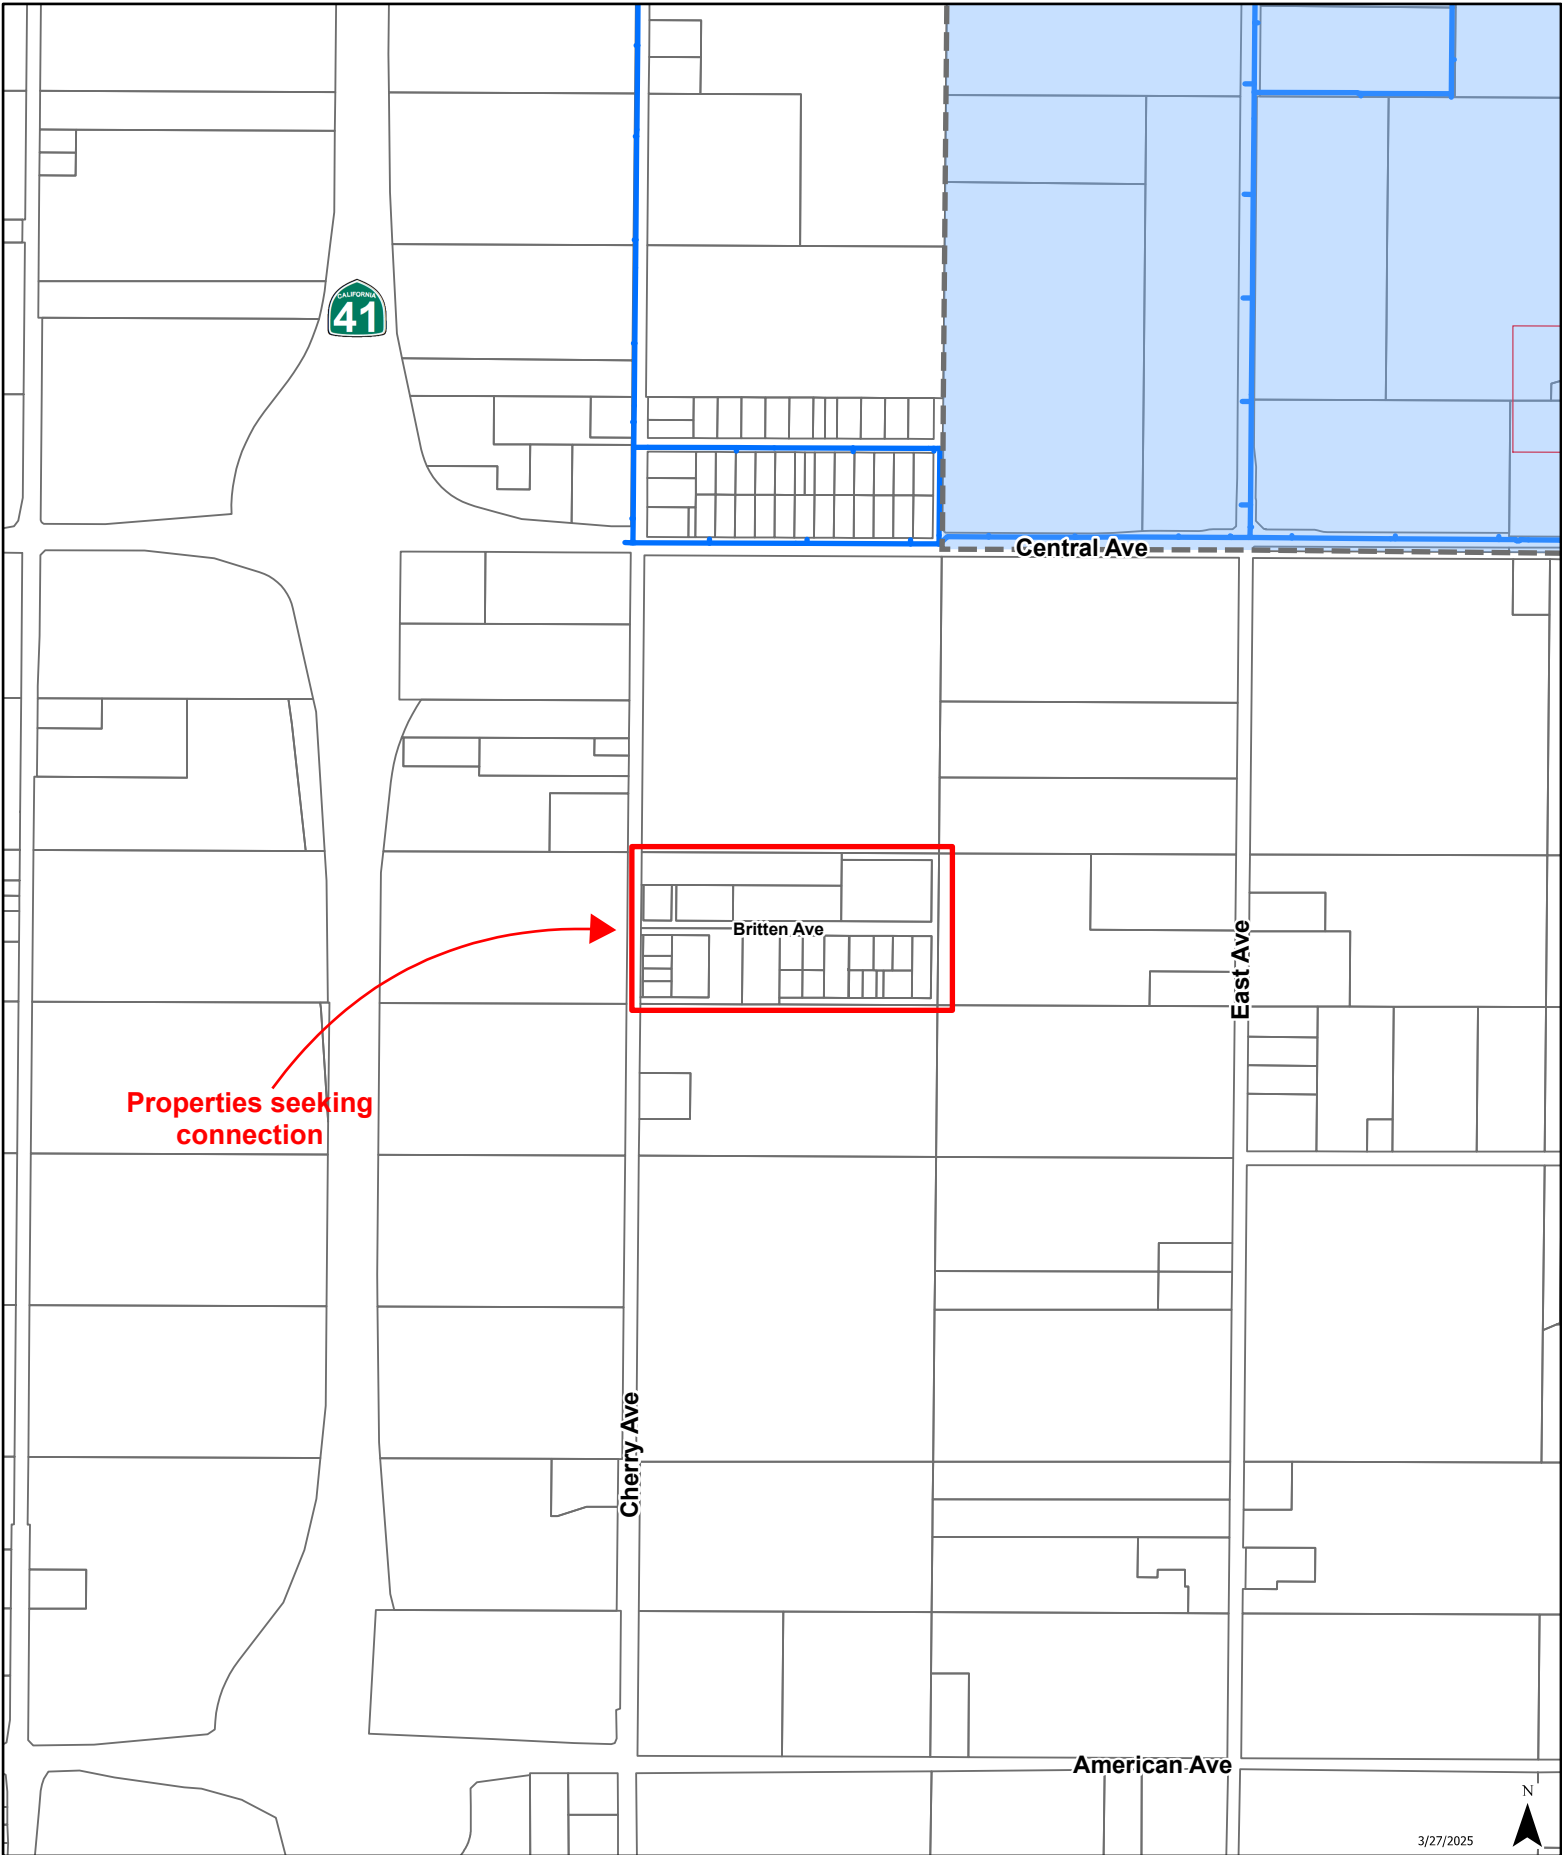 CALIFORNIA
41
Central Ave
Britten Ave
East Ave
Properties seeking
connection
Cherry Ave
American Ave
N
3/27/2025